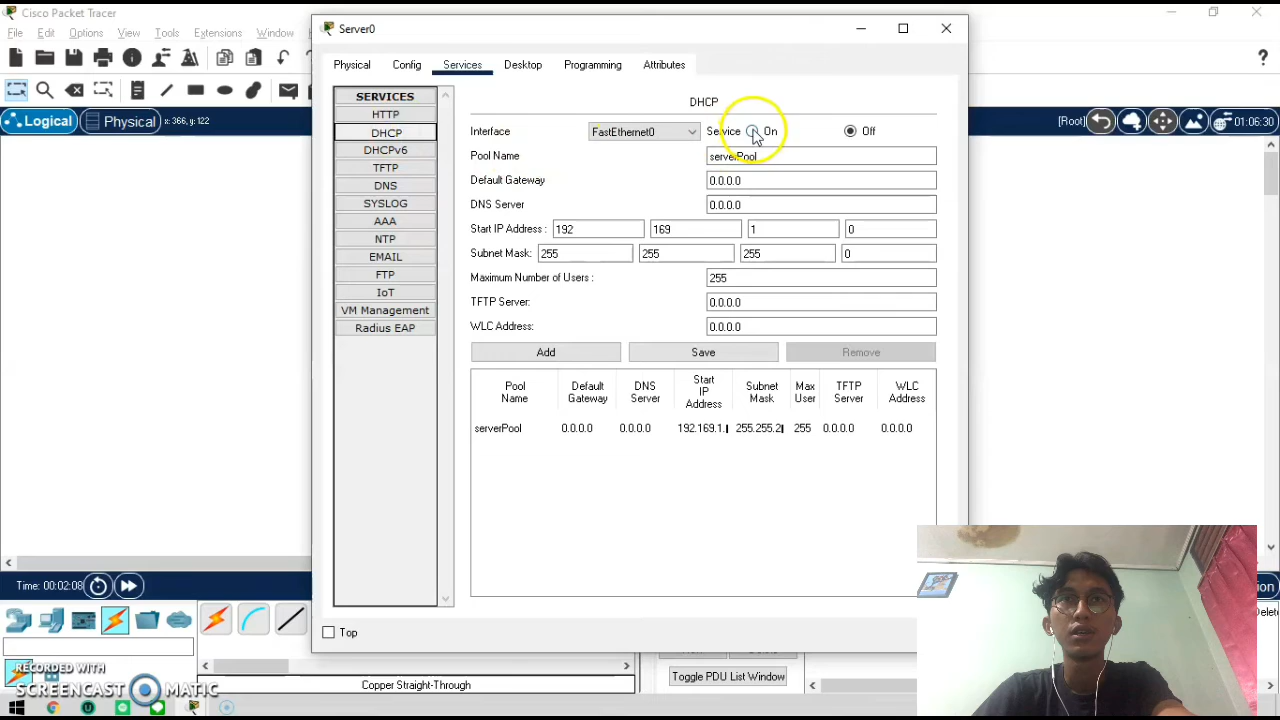 Cisco Packet Tracer
File Edit Options View Tools Extensions Window
Logical Physical x: 366, y: 122
[Root] 01:06:30
Server0
Physical Config Services Desktop Programming Attributes
SERVICES
HTTP
DHCP
DHCPv6
TFTP
DNS
SYSLOG
AAA
NTP
EMAIL
FTP
IoT
VM Management
Radius EAP
DHCP
Interface FastEthernet0 Service On Off
Pool Name serverPool
Default Gateway 0.0.0.0
DNS Server 0.0.0.0
Start IP Address : 192 169 1 0
Subnet Mask: 255 255 255 0
Maximum Number of Users : 255
TFTP Server: 0.0.0.0
WLC Address: 0.0.0.0
Add Save Remove
Pool Name Default Gateway DNS Server Start IP Address Subnet Mask Max User TFTP Server WLC Address
serverPool 0.0.0.0 0.0.0.0 192.169.1. 255.255.2 255 0.0.0.0 0.0.0.0
Top
Time: 00:02:08
RECORDED WITH
SCREENCAST MATIC
Copper Straight-Through
Toggle PDU List Window